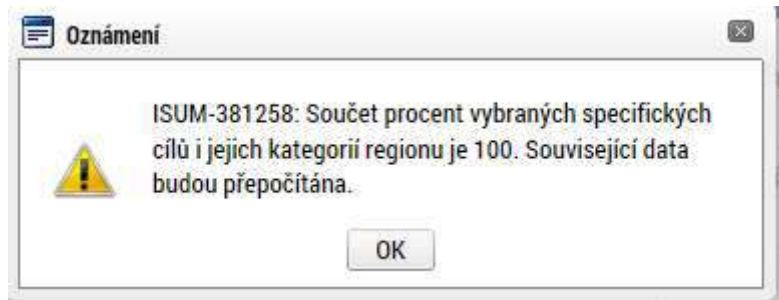 Oznámení
ISUM-381258: Součet procent vybraných specifických
cílů i jejich kategorií regionu je 100. Související data
budou přepočítána.
OK